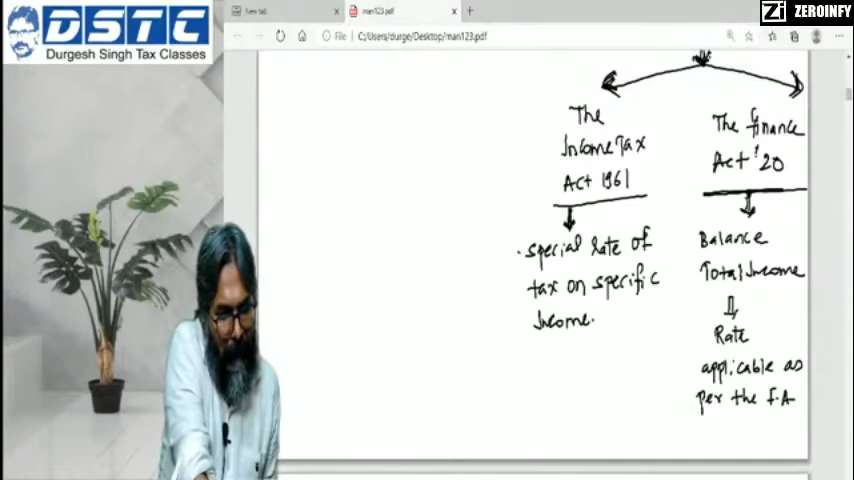 DSTC
Durgesh Singh Tax Classes
New tab
man123.pdf
File
C:/Users/durge/Desktop/man123.pdf
Zi ZEROINFY
The
Income Tax
Act 1961
special rate of
tax on specific
Income.
The finance
Act '20
Balance
Total Income
Rate
applicable as
per the F.A